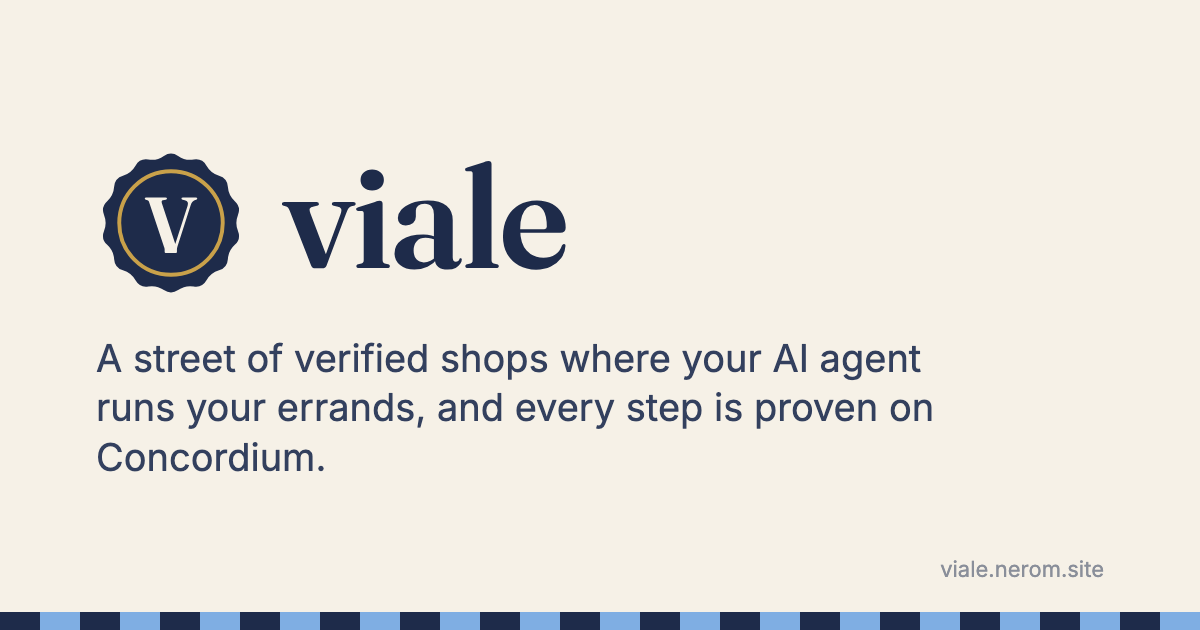 V
viale
A street of verified shops where your AI agent
runs your errands, and every step is proven on
Concordium.
viale.nerom.site